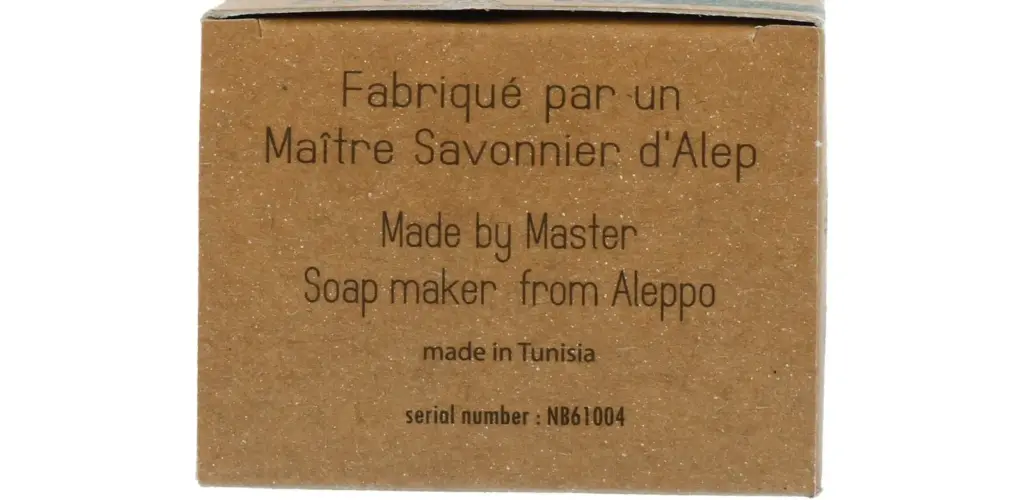 Fabriqué par un
Maître Savonnier d'Alep
Made by Master
Soap maker from Aleppo
made in Tunisia
serial number : NB61004